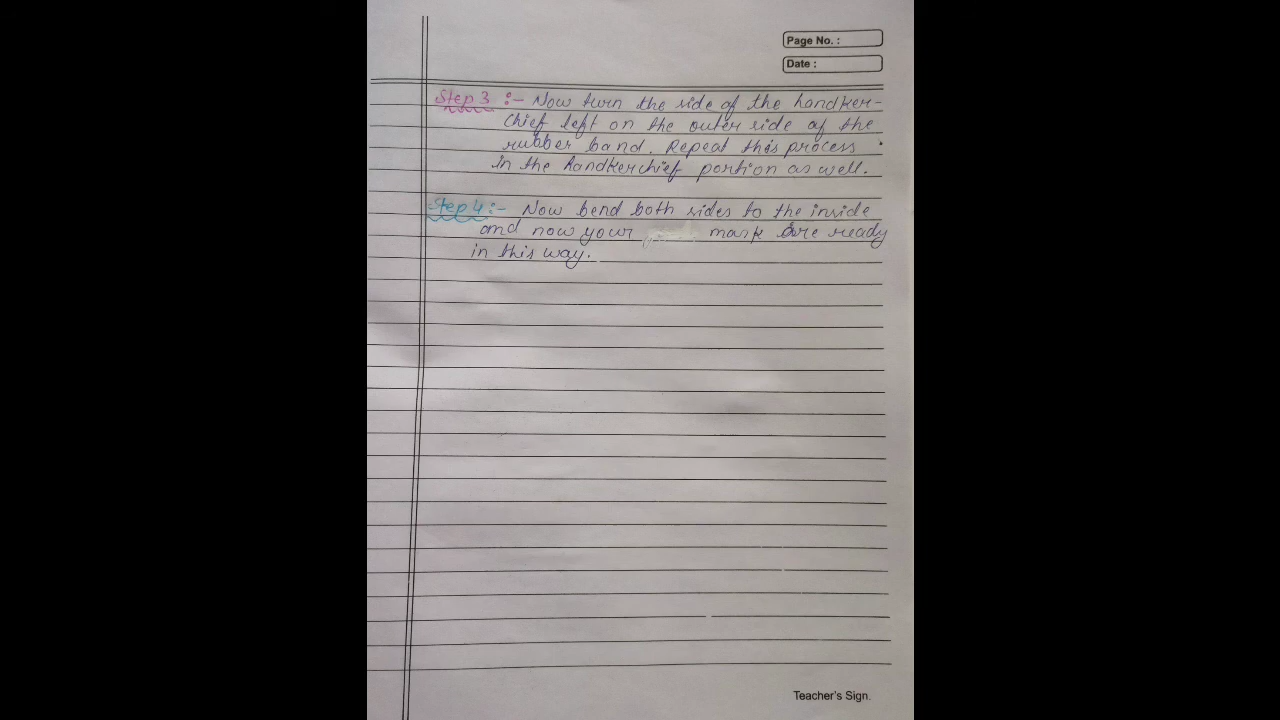 Page No. :
Date :
Step 3 :- Now turn the side of the handker-
chief left on the outer side of the
rubber band. Repeat this process
in the handkerchief portion as well.
Step 4 :- Now bend both sides to the inside
and now your mask are ready
in this way.
Teacher's Sign.